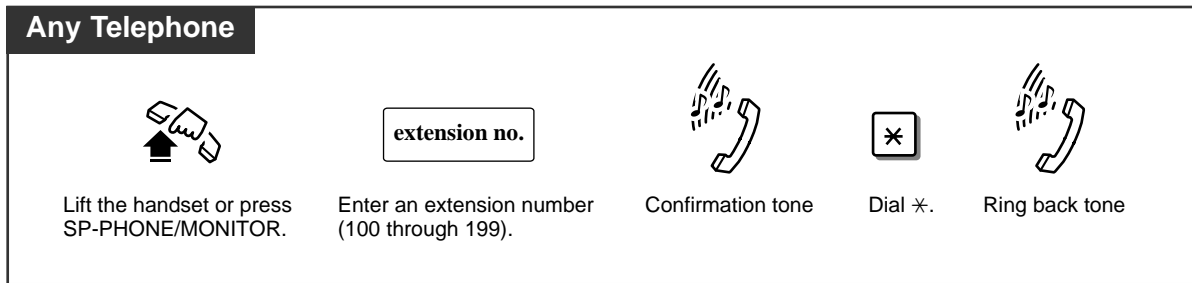 Any Telephone
extension no.
*
Lift the handset or press
SP-PHONE/MONITOR.
Enter an extension number
(100 through 199).
Confirmation tone
Dial *.
Ring back tone